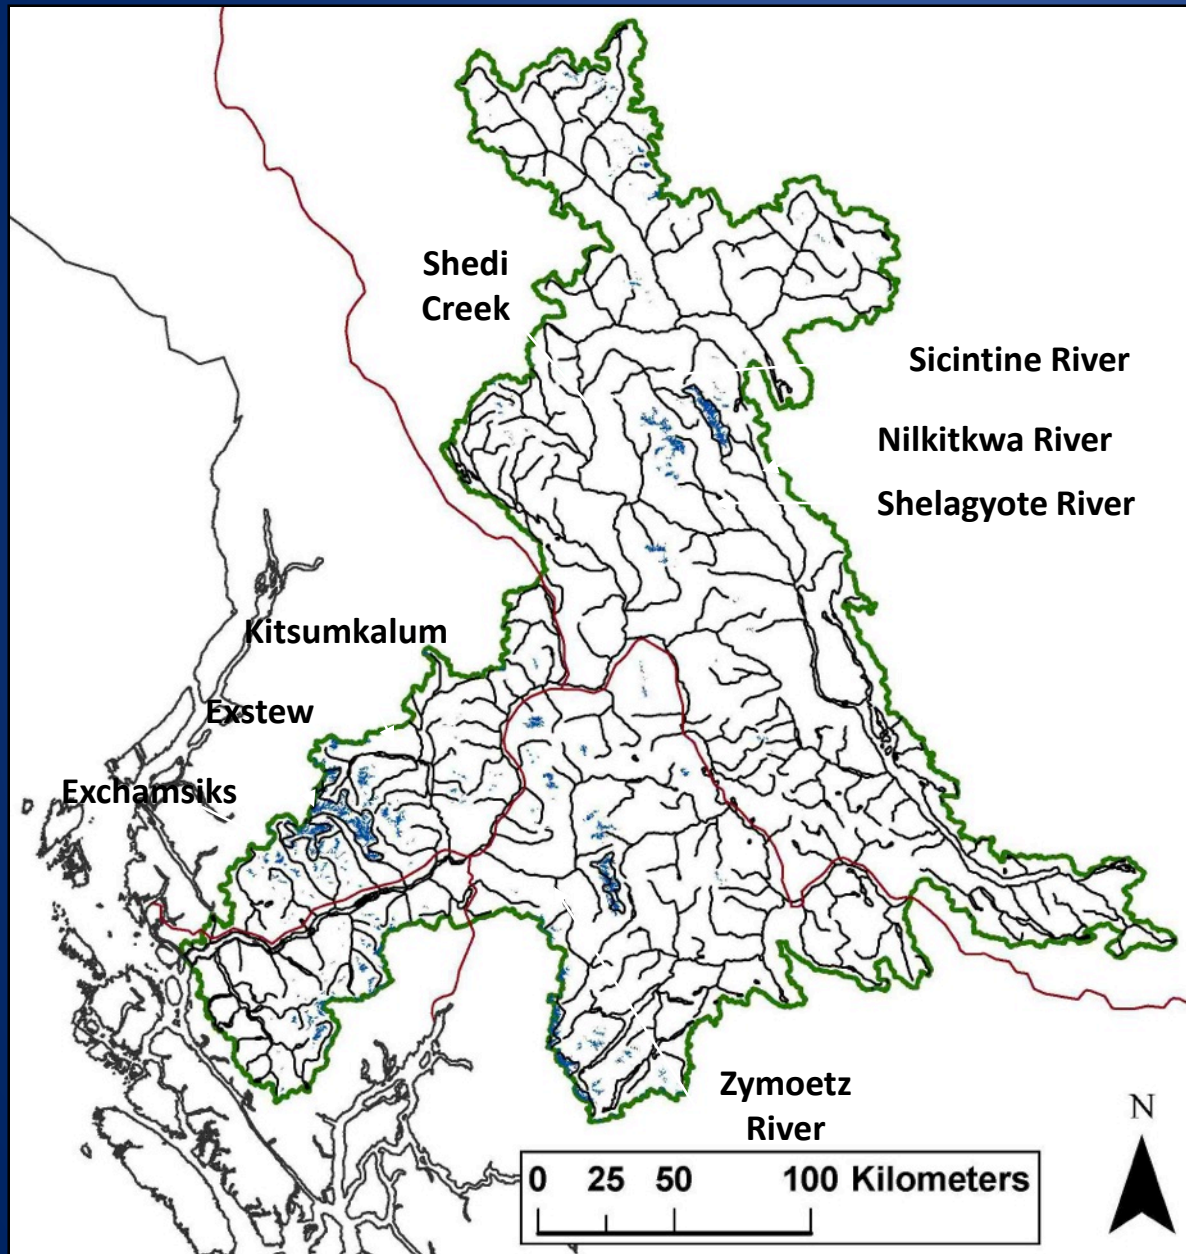 Shedi
Creek
Sicintine River
Nilkitkwa River
Shelagyote River
Kitsumkalum
Exstew
Exchamsiks
Zymoetz
River
N
0 25 50 100 Kilometers